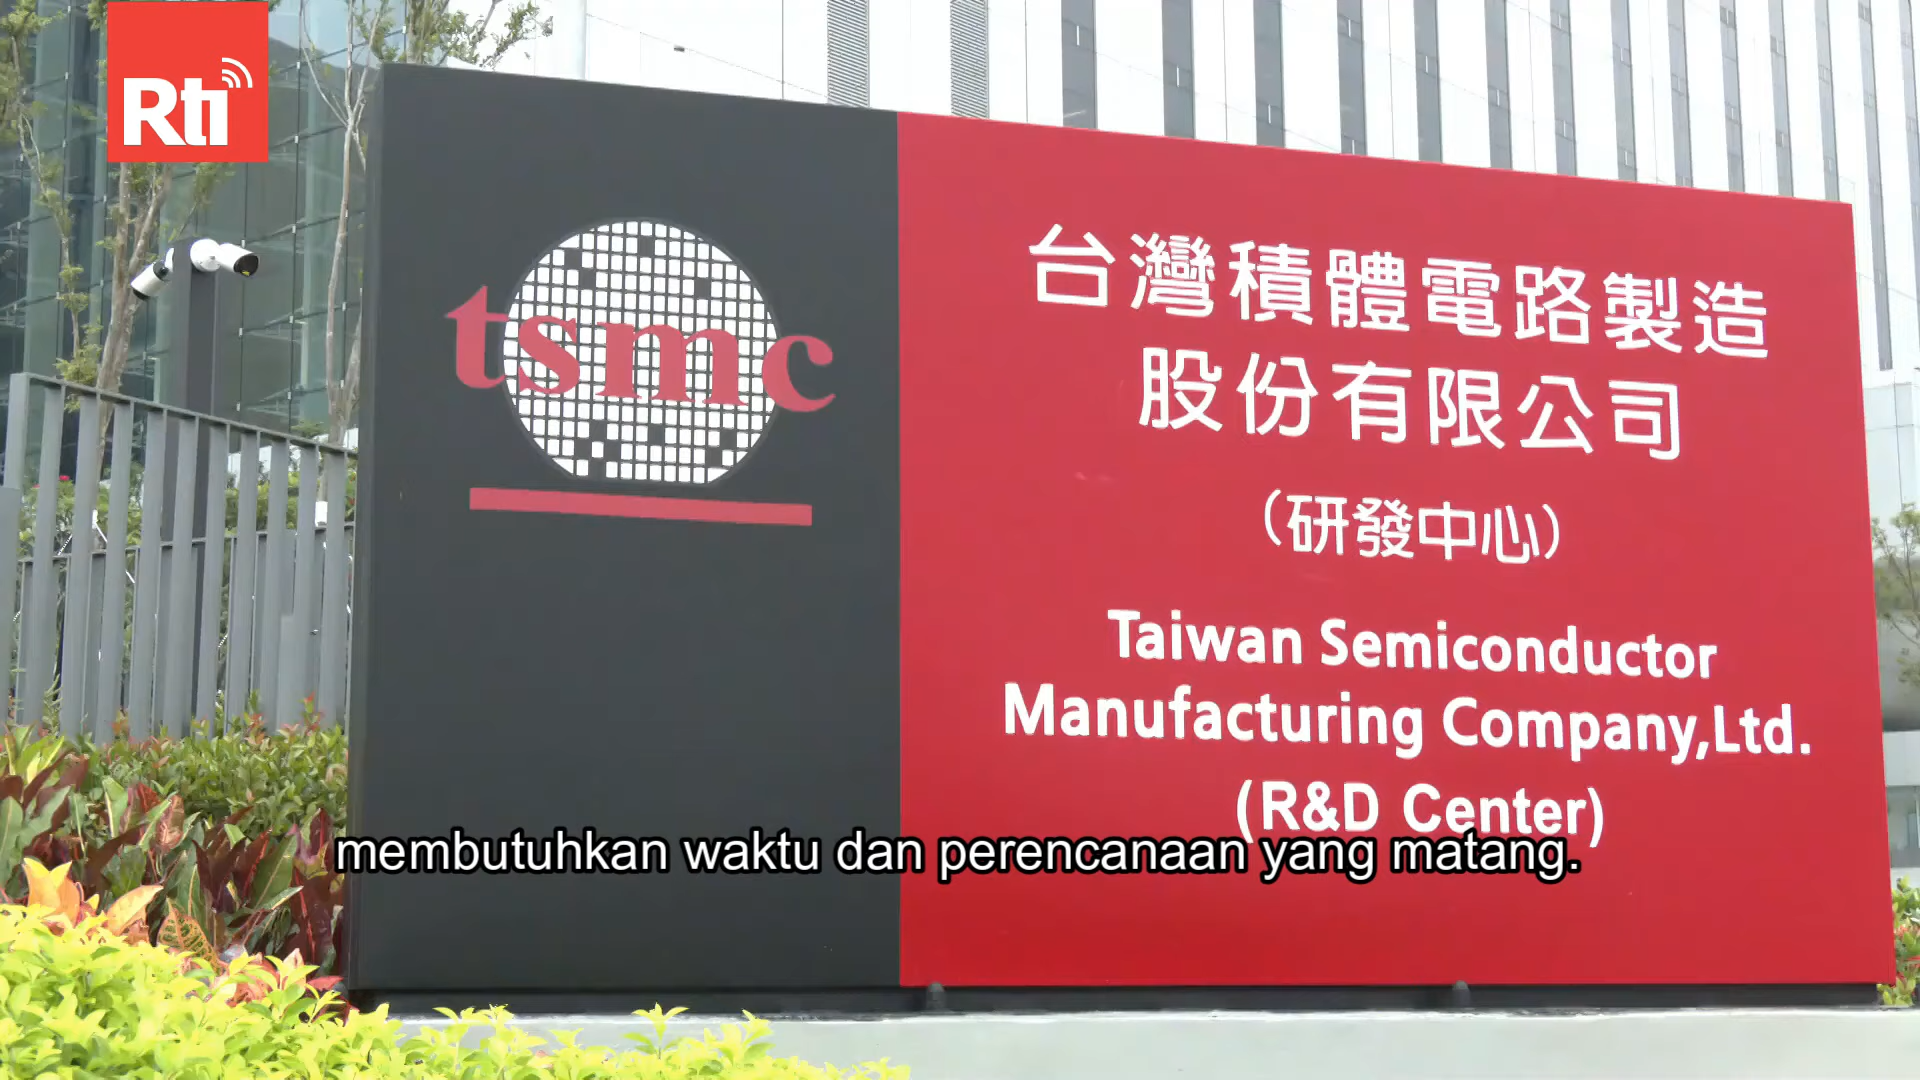 Rti
tsmc
台灣積體電路製造
股份有限公司
（研發中心）
Taiwan Semiconductor
Manufacturing Company,Ltd.
(R&D Center)
membutuhkan waktu dan perencanaan yang matang.